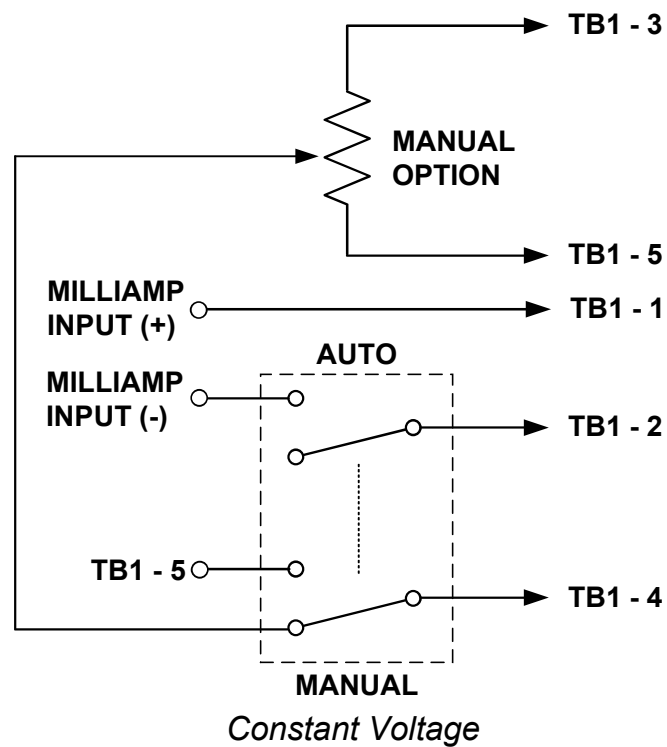 TB1 - 3
MANUAL
OPTION
TB1 - 5
MILLIAMP
INPUT (+)
TB1 - 1
AUTO
MILLIAMP
INPUT (-)
TB1 - 2
TB1 - 5
TB1 - 4
MANUAL
Constant Voltage